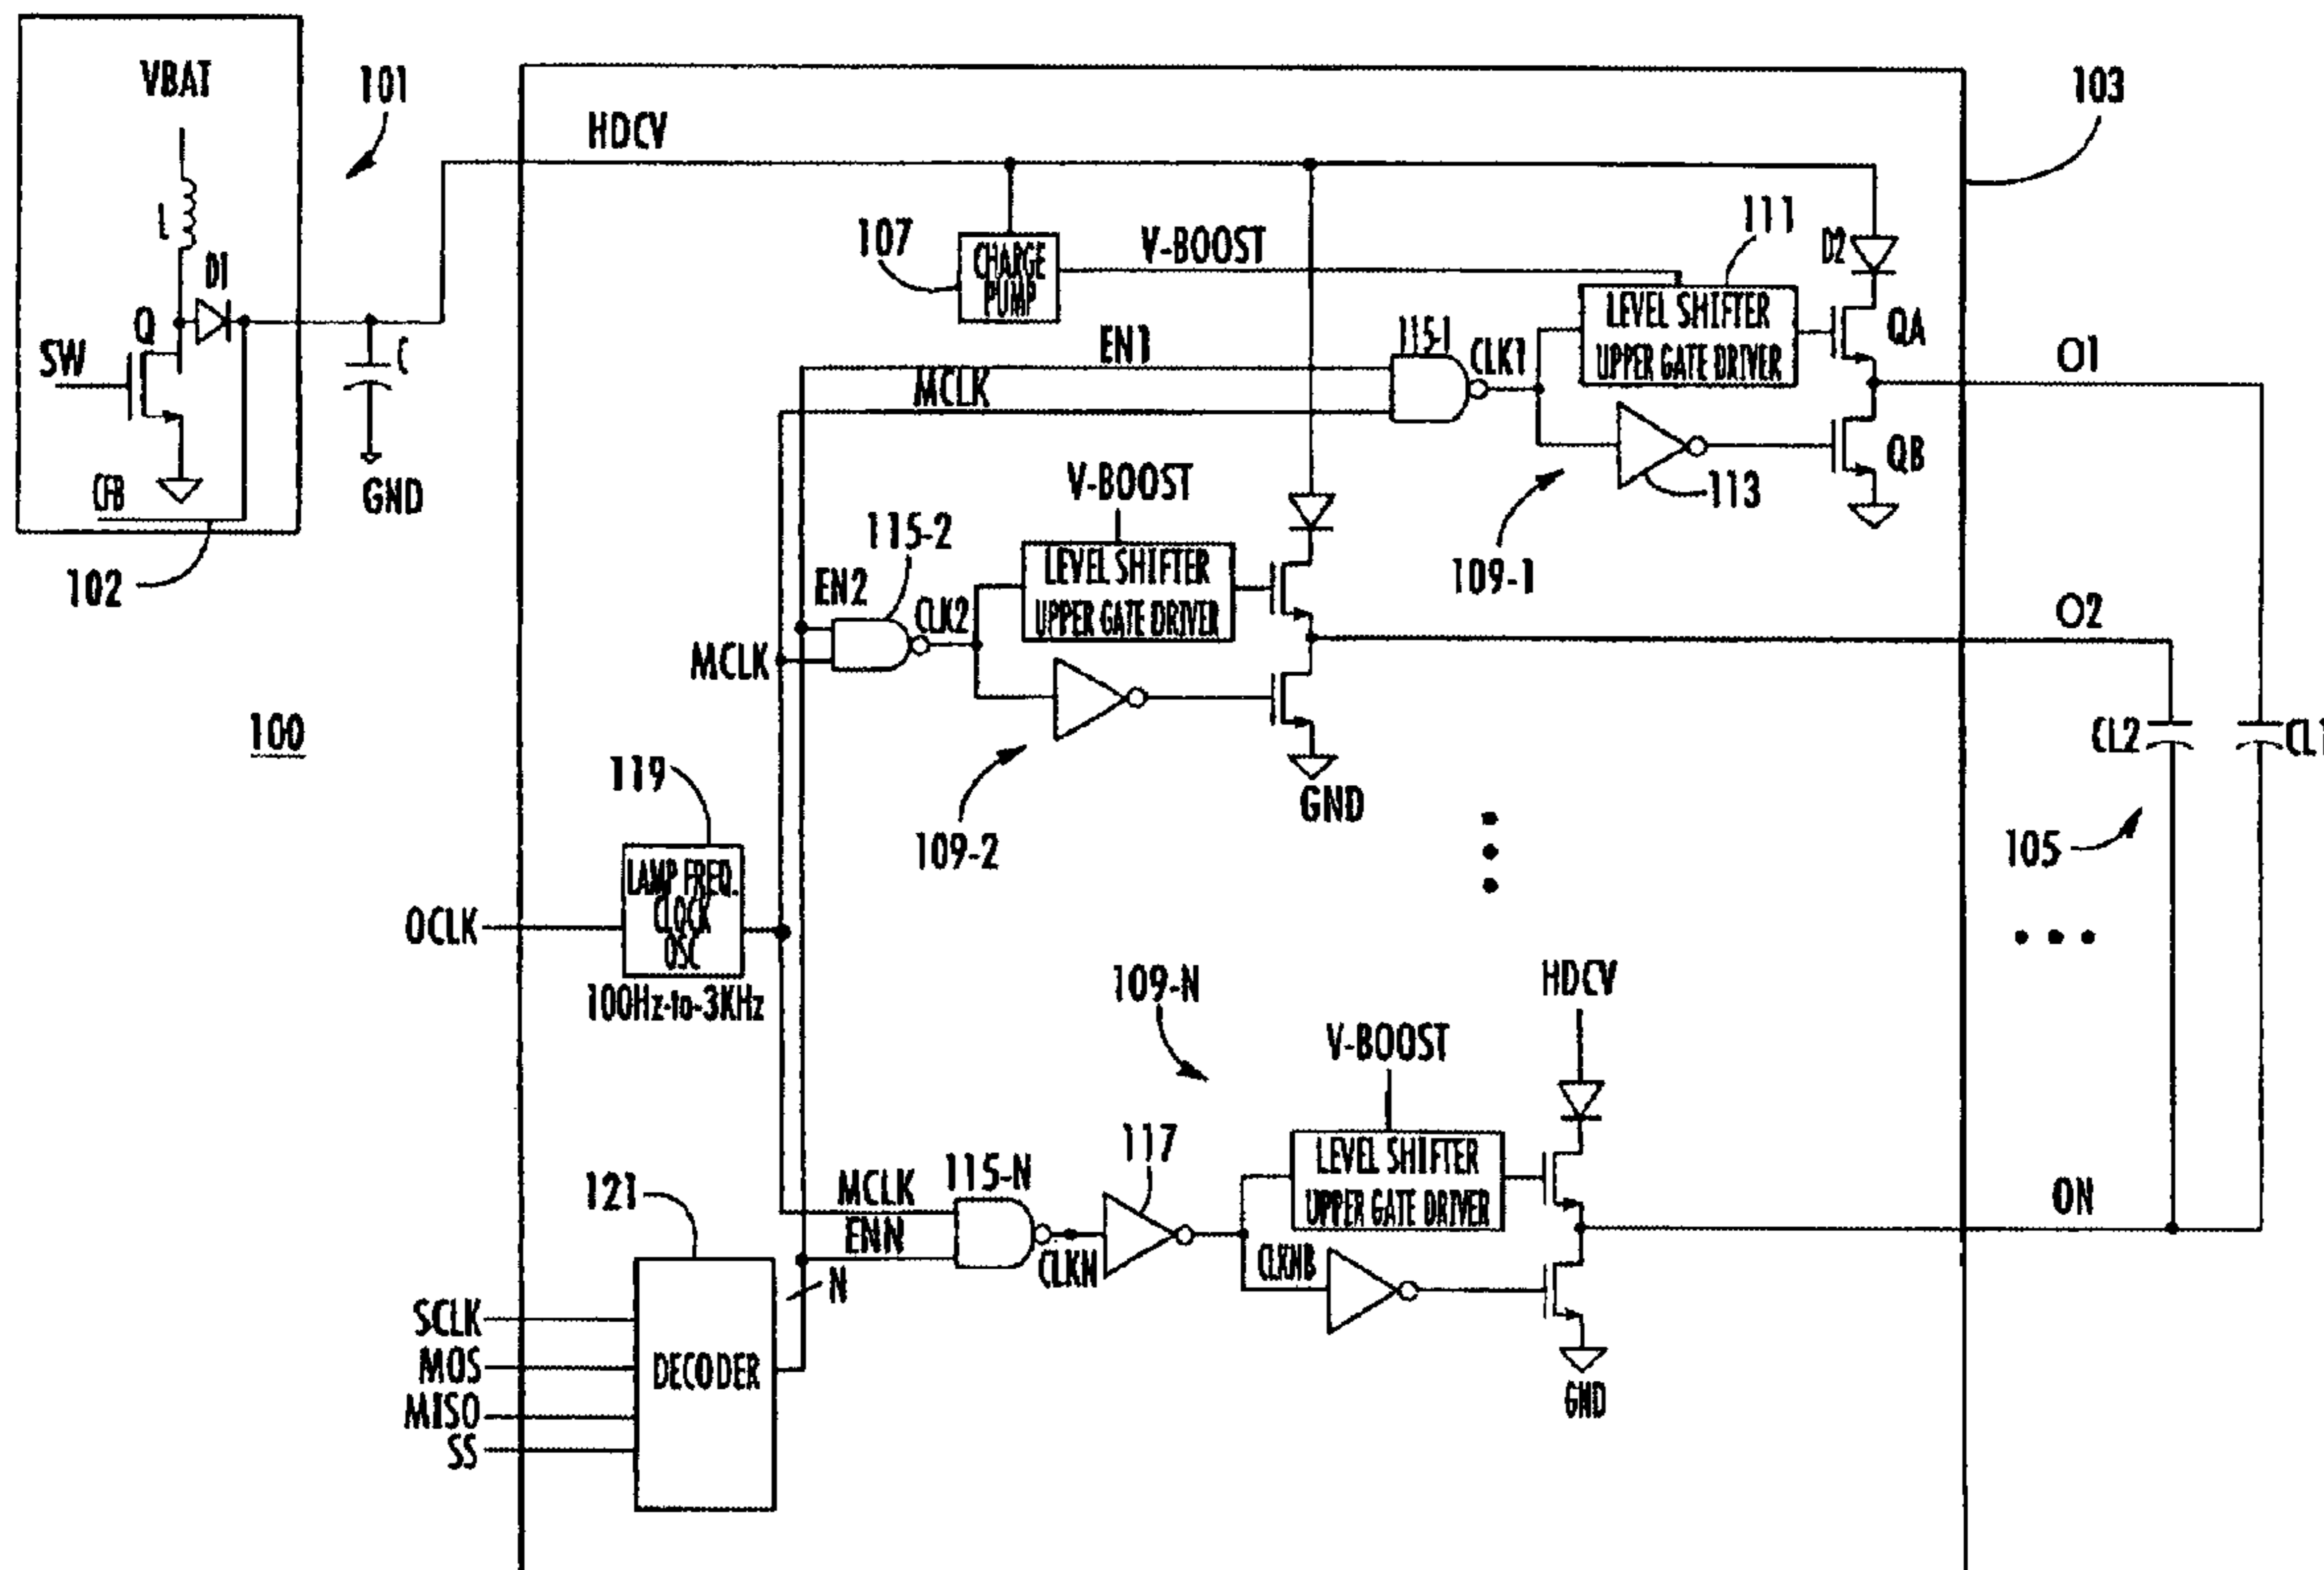 VBAT
L
D1
Q
SW
CFB
102
101
C
GND
100
HDCV
103
107
CHARGE
PUMP
V-BOOST
111
D2
LEVEL SHIFTER
UPPER GATE DRIVER
QA
O1
EN1
MCLK
115-1
CLK1
QB
113
109-1
V-BOOST
115-2
EN2
CLK2
MCLK
LEVEL SHIFTER
UPPER GATE DRIVER
O2
GND
109-2
CL2
CL1
105
119
LAMP FREQ.
CLOCK
OSC
OCLK
100Hz-to-3KHz
109-N
HDCV
V-BOOST
117
115-N
MCLK
ENN
CLKN
CLKNB
LEVEL SHIFTER
UPPER GATE DRIVER
ON
GND
121
N
SCLK
MOS
MISO
SS
DECODER